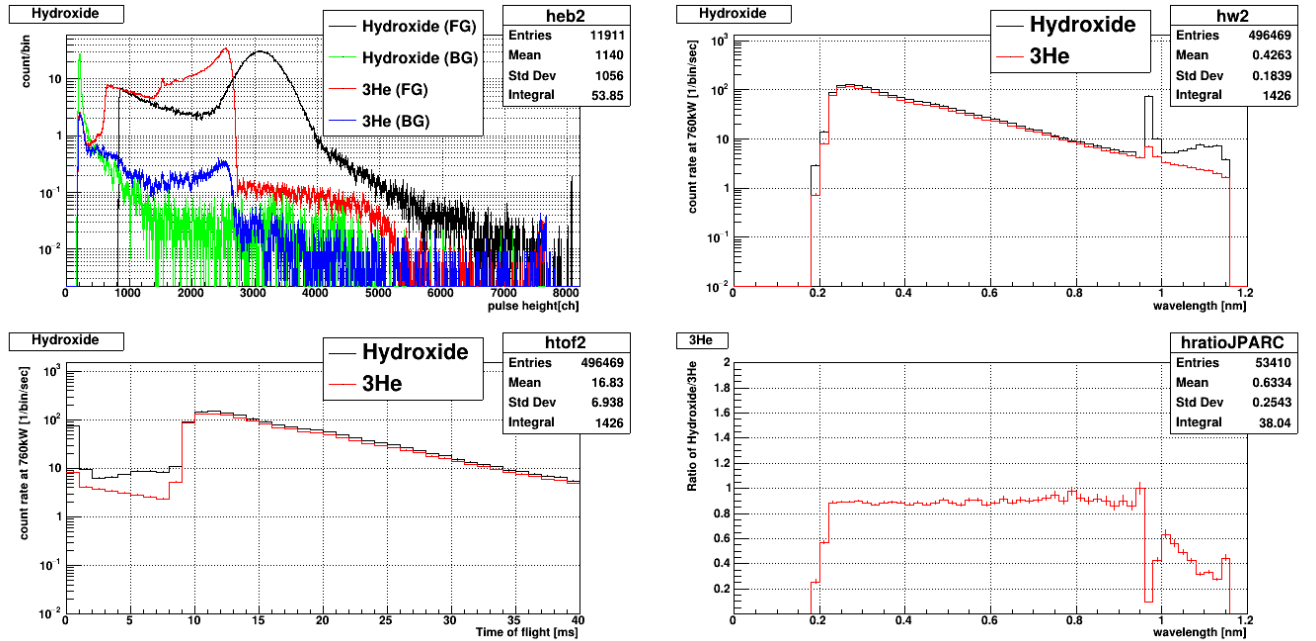 Hydroxide
heb2
Entries 11911
Mean 1140
Std Dev 1056
Integral 53.85
Hydroxide (FG)
Hydroxide (BG)
3He (FG)
3He (BG)
count/bin
10
1
10⁻¹
10⁻²
0 1000 2000 3000 4000 5000 6000 7000 8000
pulse height[ch]
Hydroxide
hw2
Entries 496469
Mean 0.4263
Std Dev 0.1839
Integral 1426
Hydroxide
3He
count rate at 760kW [1/bin/sec]
10³
10²
10
1
10⁻¹
10⁻²
0 0.2 0.4 0.6 0.8 1 1.2
wavelength [nm]
Hydroxide
htof2
Entries 496469
Mean 16.83
Std Dev 6.938
Integral 1426
Hydroxide
3He
count rate at 760kW [1/bin/sec]
10³
10²
10
1
10⁻¹
10⁻²
0 5 10 15 20 25 30 35 40
Time of flight [ms]
3He
hratioJPARC
Entries 53410
Mean 0.6334
Std Dev 0.2543
Integral 38.04
Ratio of Hydroxide/3He
2
1.8
1.6
1.4
1.2
1
0.8
0.6
0.4
0.2
0 0.2 0.4 0.6 0.8 1 1.2
wavelength [nm]